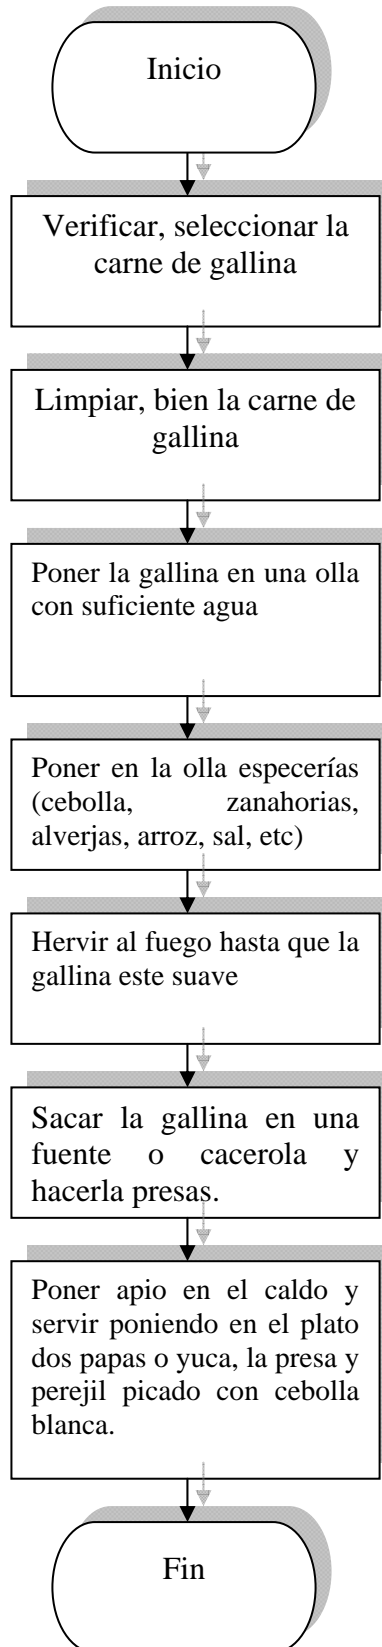 Inicio
Verificar, seleccionar la
carne de gallina
Limpiar, bien la carne de
gallina
Poner la gallina en una olla
con suficiente agua
Poner en la olla especerías
(cebolla, zanahorias,
alverjas, arroz, sal, etc)
Hervir al fuego hasta que la
gallina este suave
Sacar la gallina en una
fuente o cacerola y
hacerla presas.
Poner apio en el caldo y
servir poniendo en el plato
dos papas o yuca, la presa y
perejil picado con cebolla
blanca.
Fin